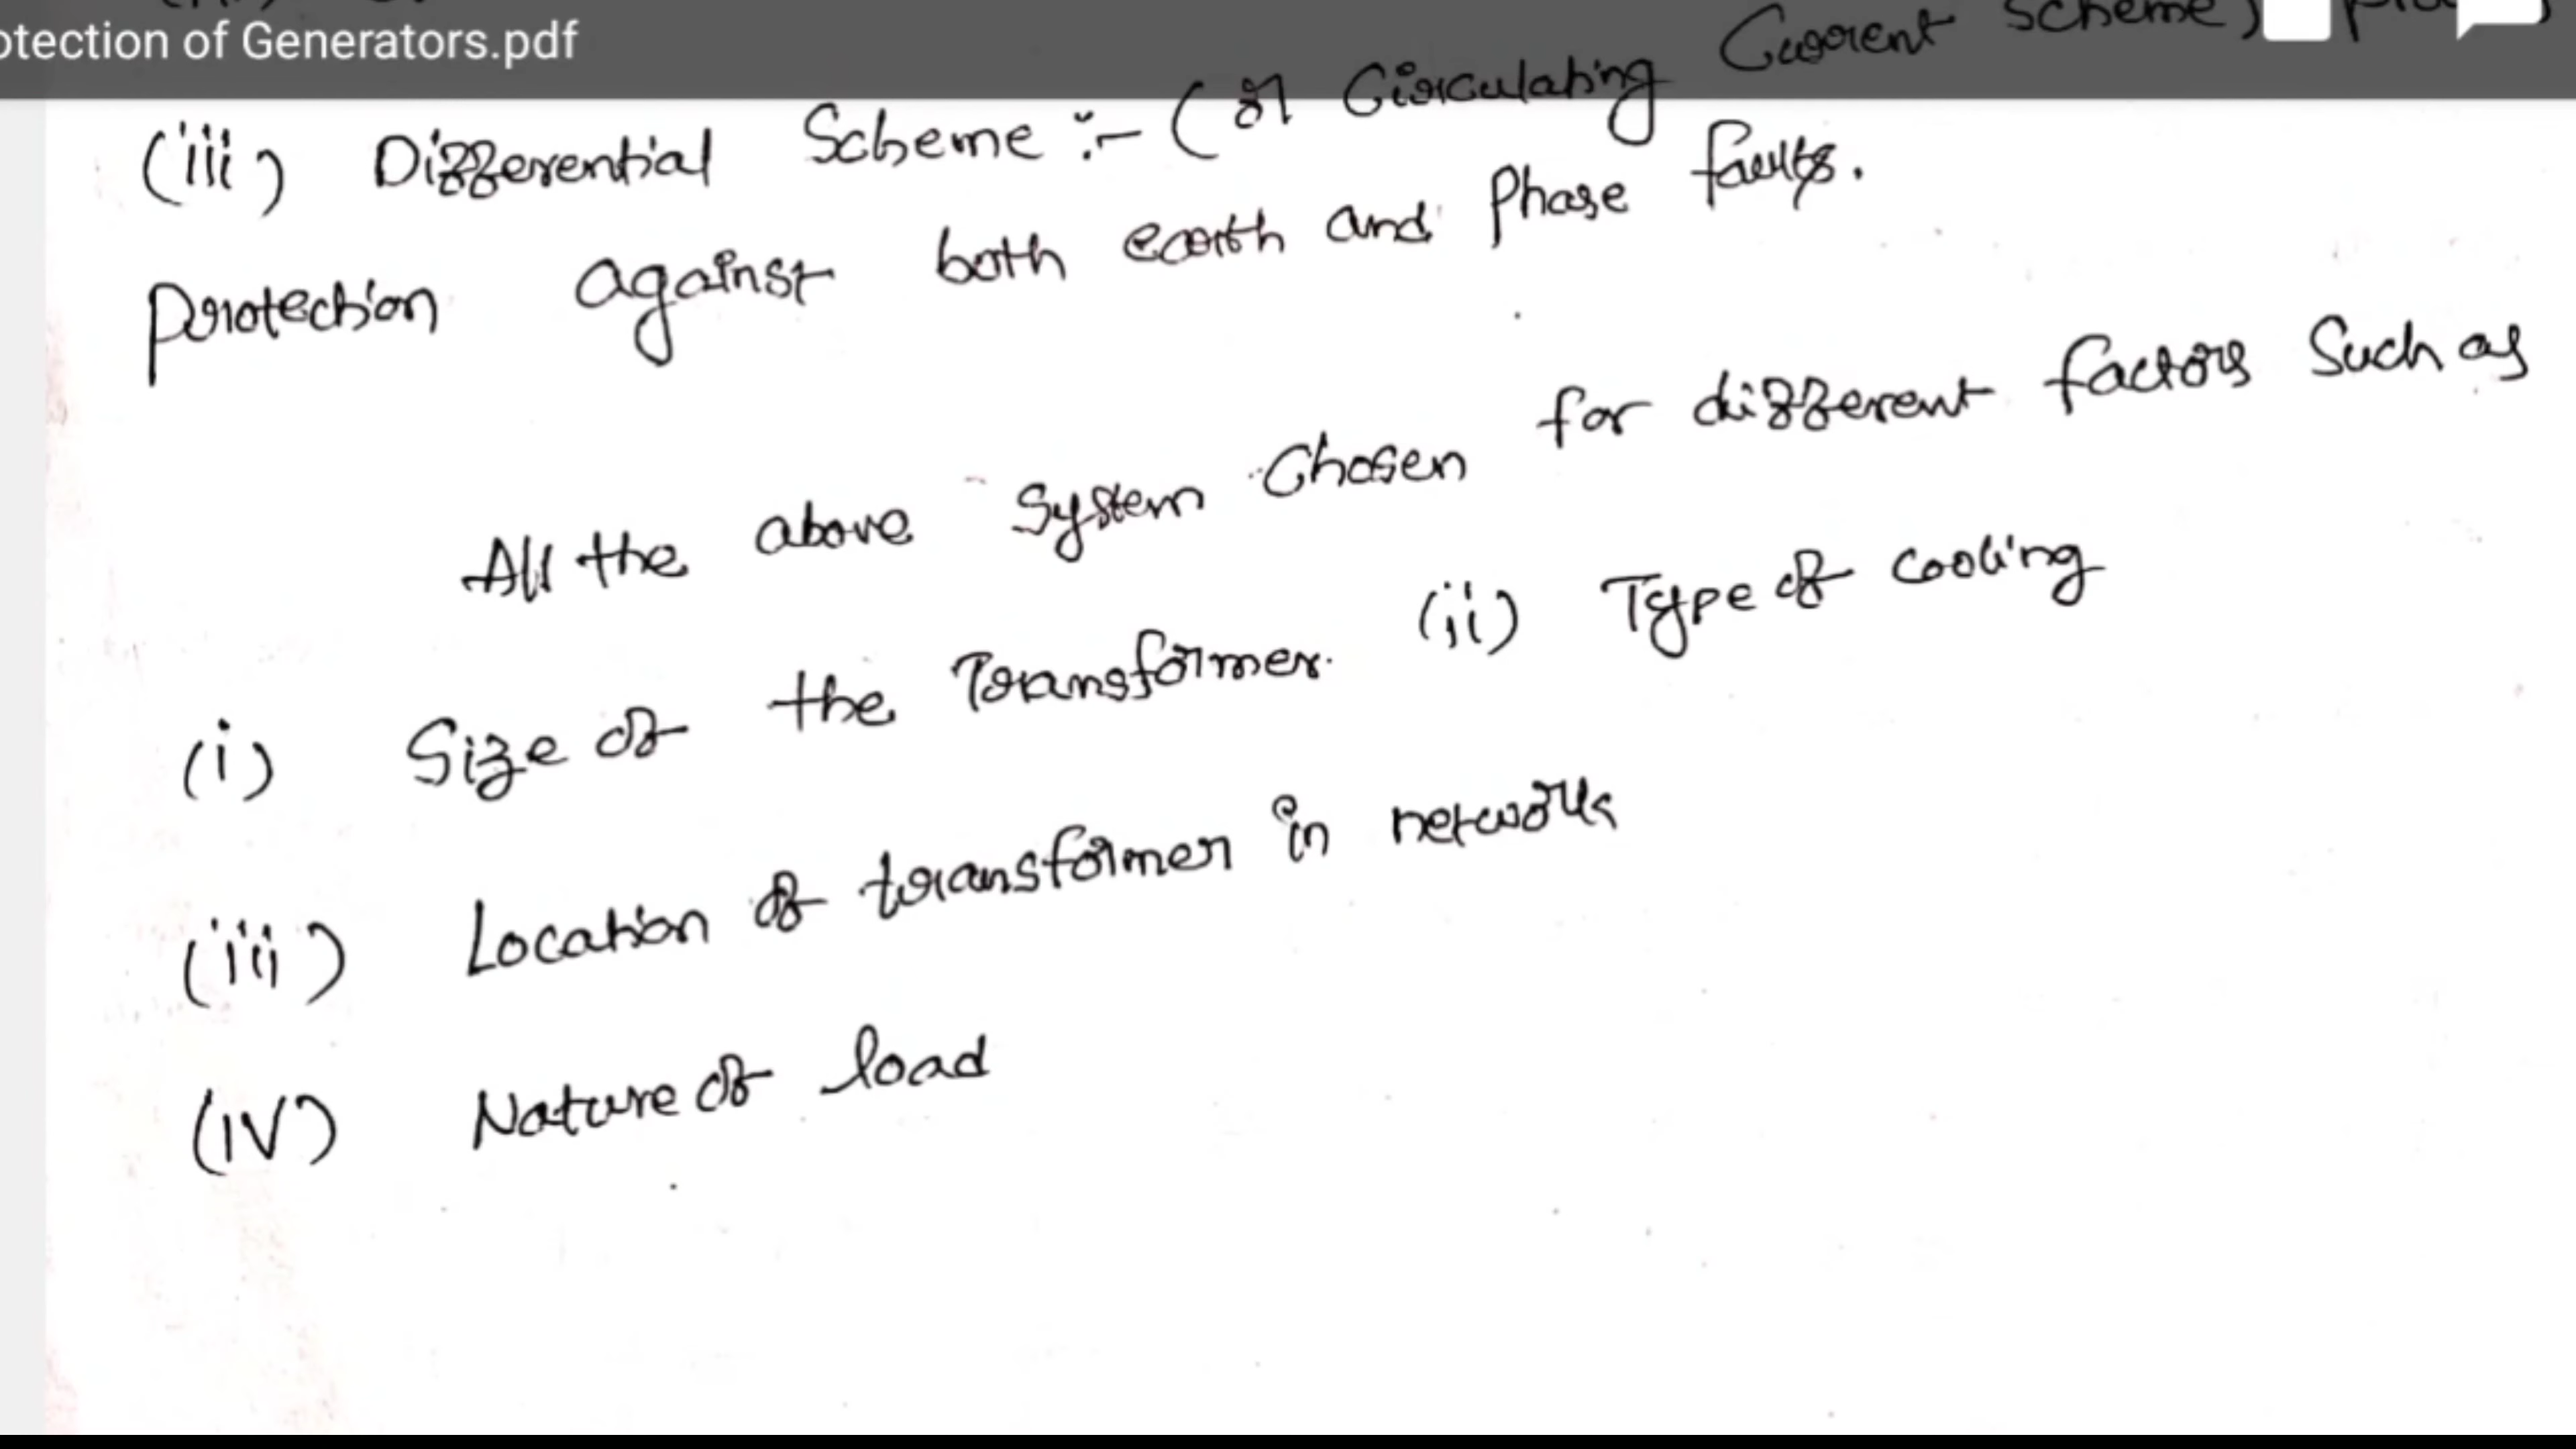 otection of Generators.pdf
(iii) Differential Scheme :- (or Circulating Current Scheme)
protection against both earth and Phase faults.
All the above System Chosen for different factors Such as
(i) Size of the Transformer. (ii) Type of cooling
(iii) Location of transformer in network
(iv) Nature of load